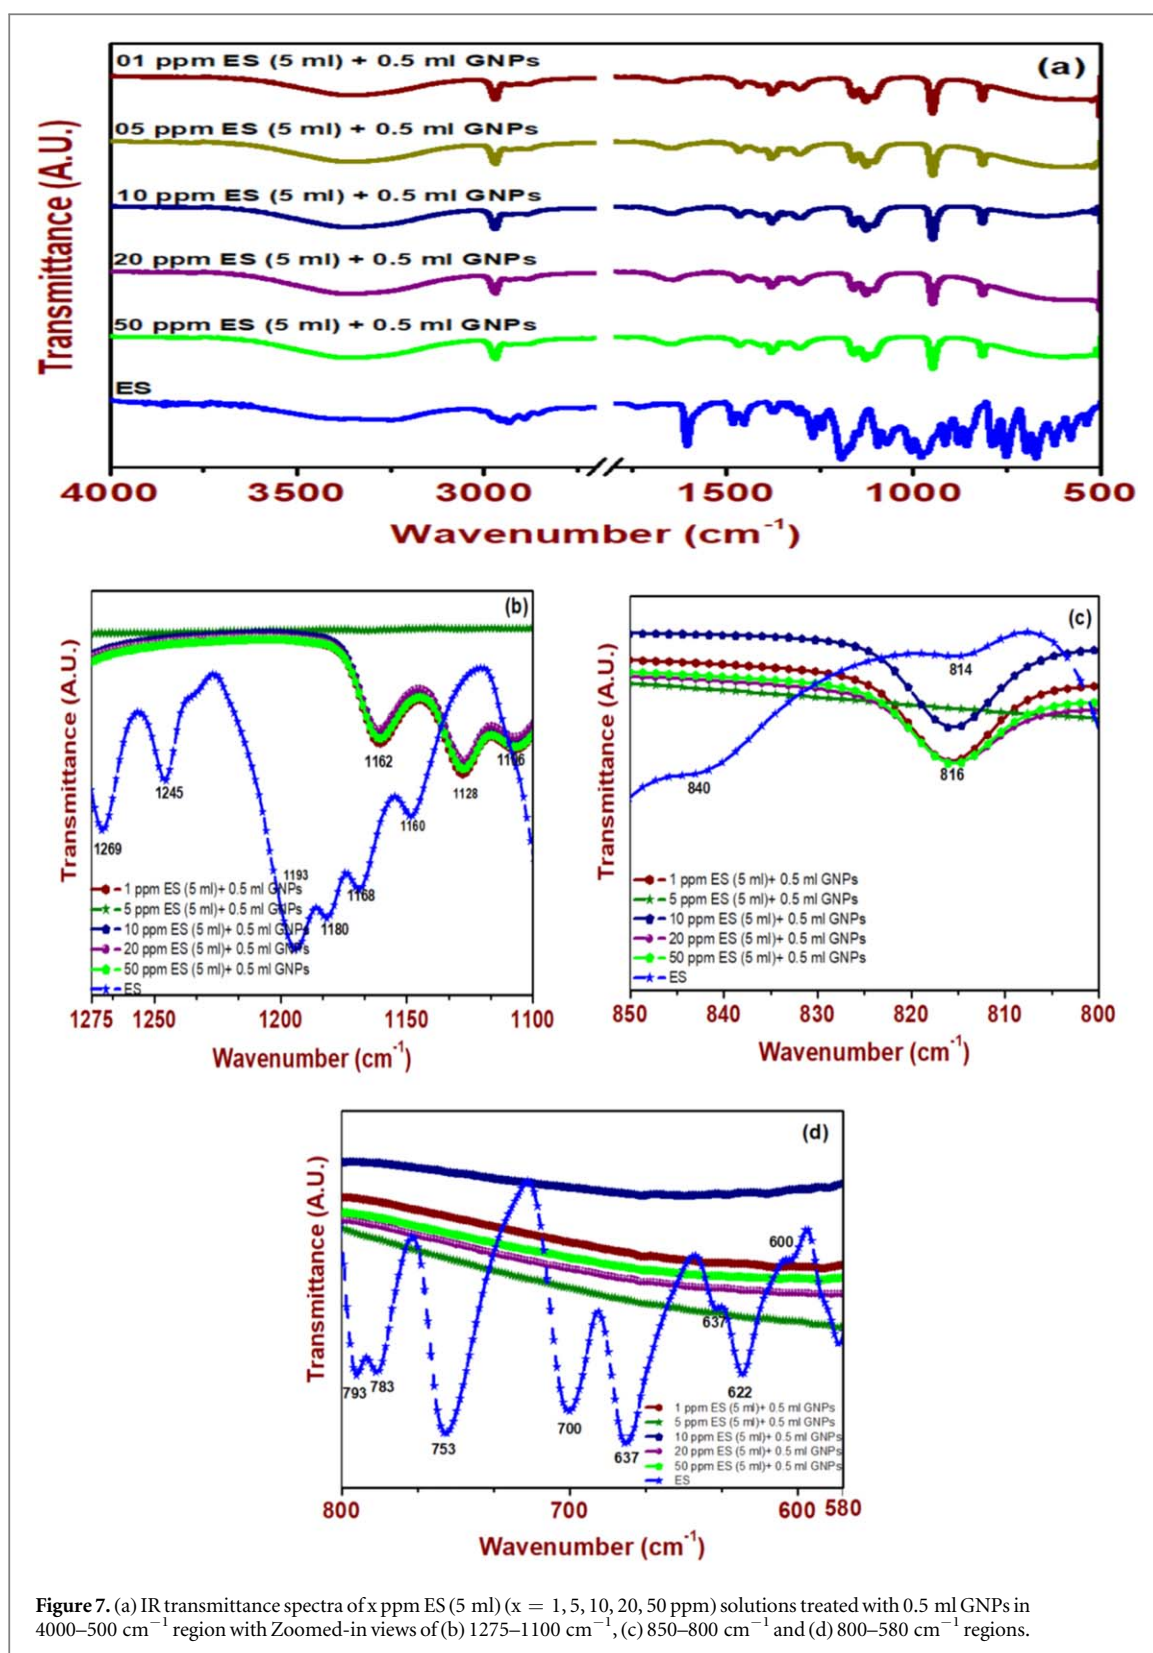 (a)
01 ppm ES (5 ml) + 0.5 ml GNPs
05 ppm ES (5 ml) + 0.5 ml GNPs
10 ppm ES (5 ml) + 0.5 ml GNPs
20 ppm ES (5 ml) + 0.5 ml GNPs
50 ppm ES (5 ml) + 0.5 ml GNPs
ES
Transmittance (A.U.)
4000 3500 3000 1500 1000 500
Wavenumber (cm⁻¹)
(b)
Transmittance (A.U.)
1162
1106
1128
1245
1160
1269
1193
1168
1180
1 ppm ES (5 ml)+ 0.5 ml GNPs
5 ppm ES (5 ml)+ 0.5 ml GNPs
10 ppm ES (5 ml)+ 0.5 ml GNPs
20 ppm ES (5 ml)+ 0.5 ml GNPs
50 ppm ES (5 ml)+ 0.5 ml GNPs
ES
1275 1250 1200 1150 1100
Wavenumber (cm⁻¹)
(c)
Transmittance (A.U.)
814
816
840
1 ppm ES (5 ml)+ 0.5 ml GNPs
5 ppm ES (5 ml)+ 0.5 ml GNPs
10 ppm ES (5 ml)+ 0.5 ml GNPs
20 ppm ES (5 ml)+ 0.5 ml GNPs
50 ppm ES (5 ml)+ 0.5 ml GNPs
ES
850 840 830 820 810 800
Wavenumber (cm⁻¹)
(d)
Transmittance (A.U.)
600
637
793 783
622
700
753
637
1 ppm ES (5 ml)+ 0.5 ml GNPs
5 ppm ES (5 ml)+ 0.5 ml GNPs
10 ppm ES (5 ml)+ 0.5 ml GNPs
20 ppm ES (5 ml)+ 0.5 ml GNPs
50 ppm ES (5 ml)+ 0.5 ml GNPs
ES
800 700 600 580
Wavenumber (cm⁻¹)
Figure 7. (a) IR transmittance spectra of x ppm ES (5 ml) (x = 1, 5, 10, 20, 50 ppm) solutions treated with 0.5 ml GNPs in
4000–500 cm⁻¹ region with Zoomed-in views of (b) 1275–1100 cm⁻¹, (c) 850–800 cm⁻¹ and (d) 800–580 cm⁻¹ regions.